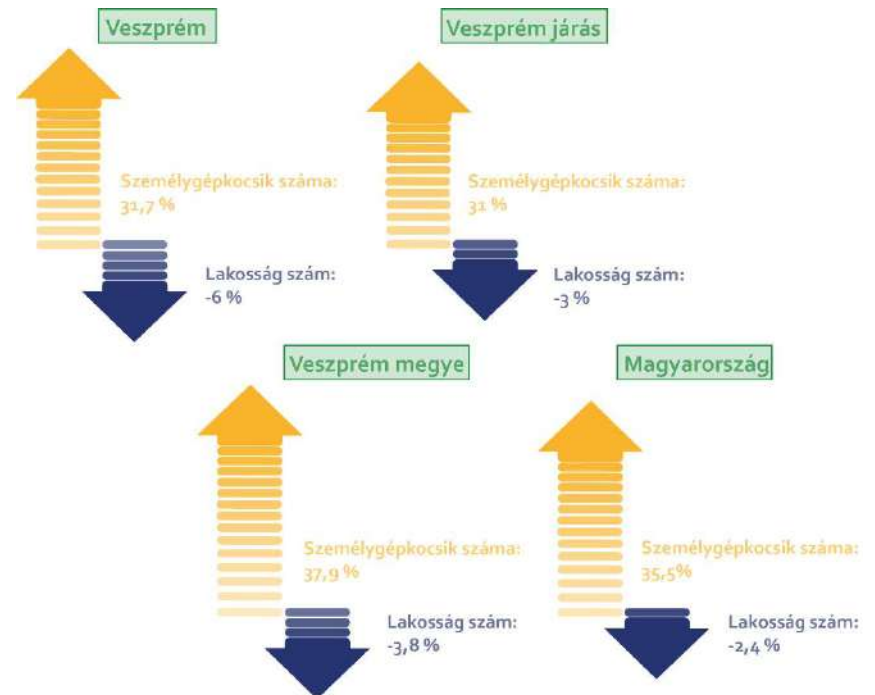 Veszprém
Személygépkocsik száma:
31,7 %
Lakosság szám:
-6 %
Veszprém járás
Személygépkocsik száma:
31 %
Lakosság szám:
-3 %
Veszprém megye
Személygépkocsik száma:
37,9 %
Lakosság szám:
-3,8 %
Magyarország
Személygépkocsik száma:
35,5%
Lakosság szám:
-2,4 %